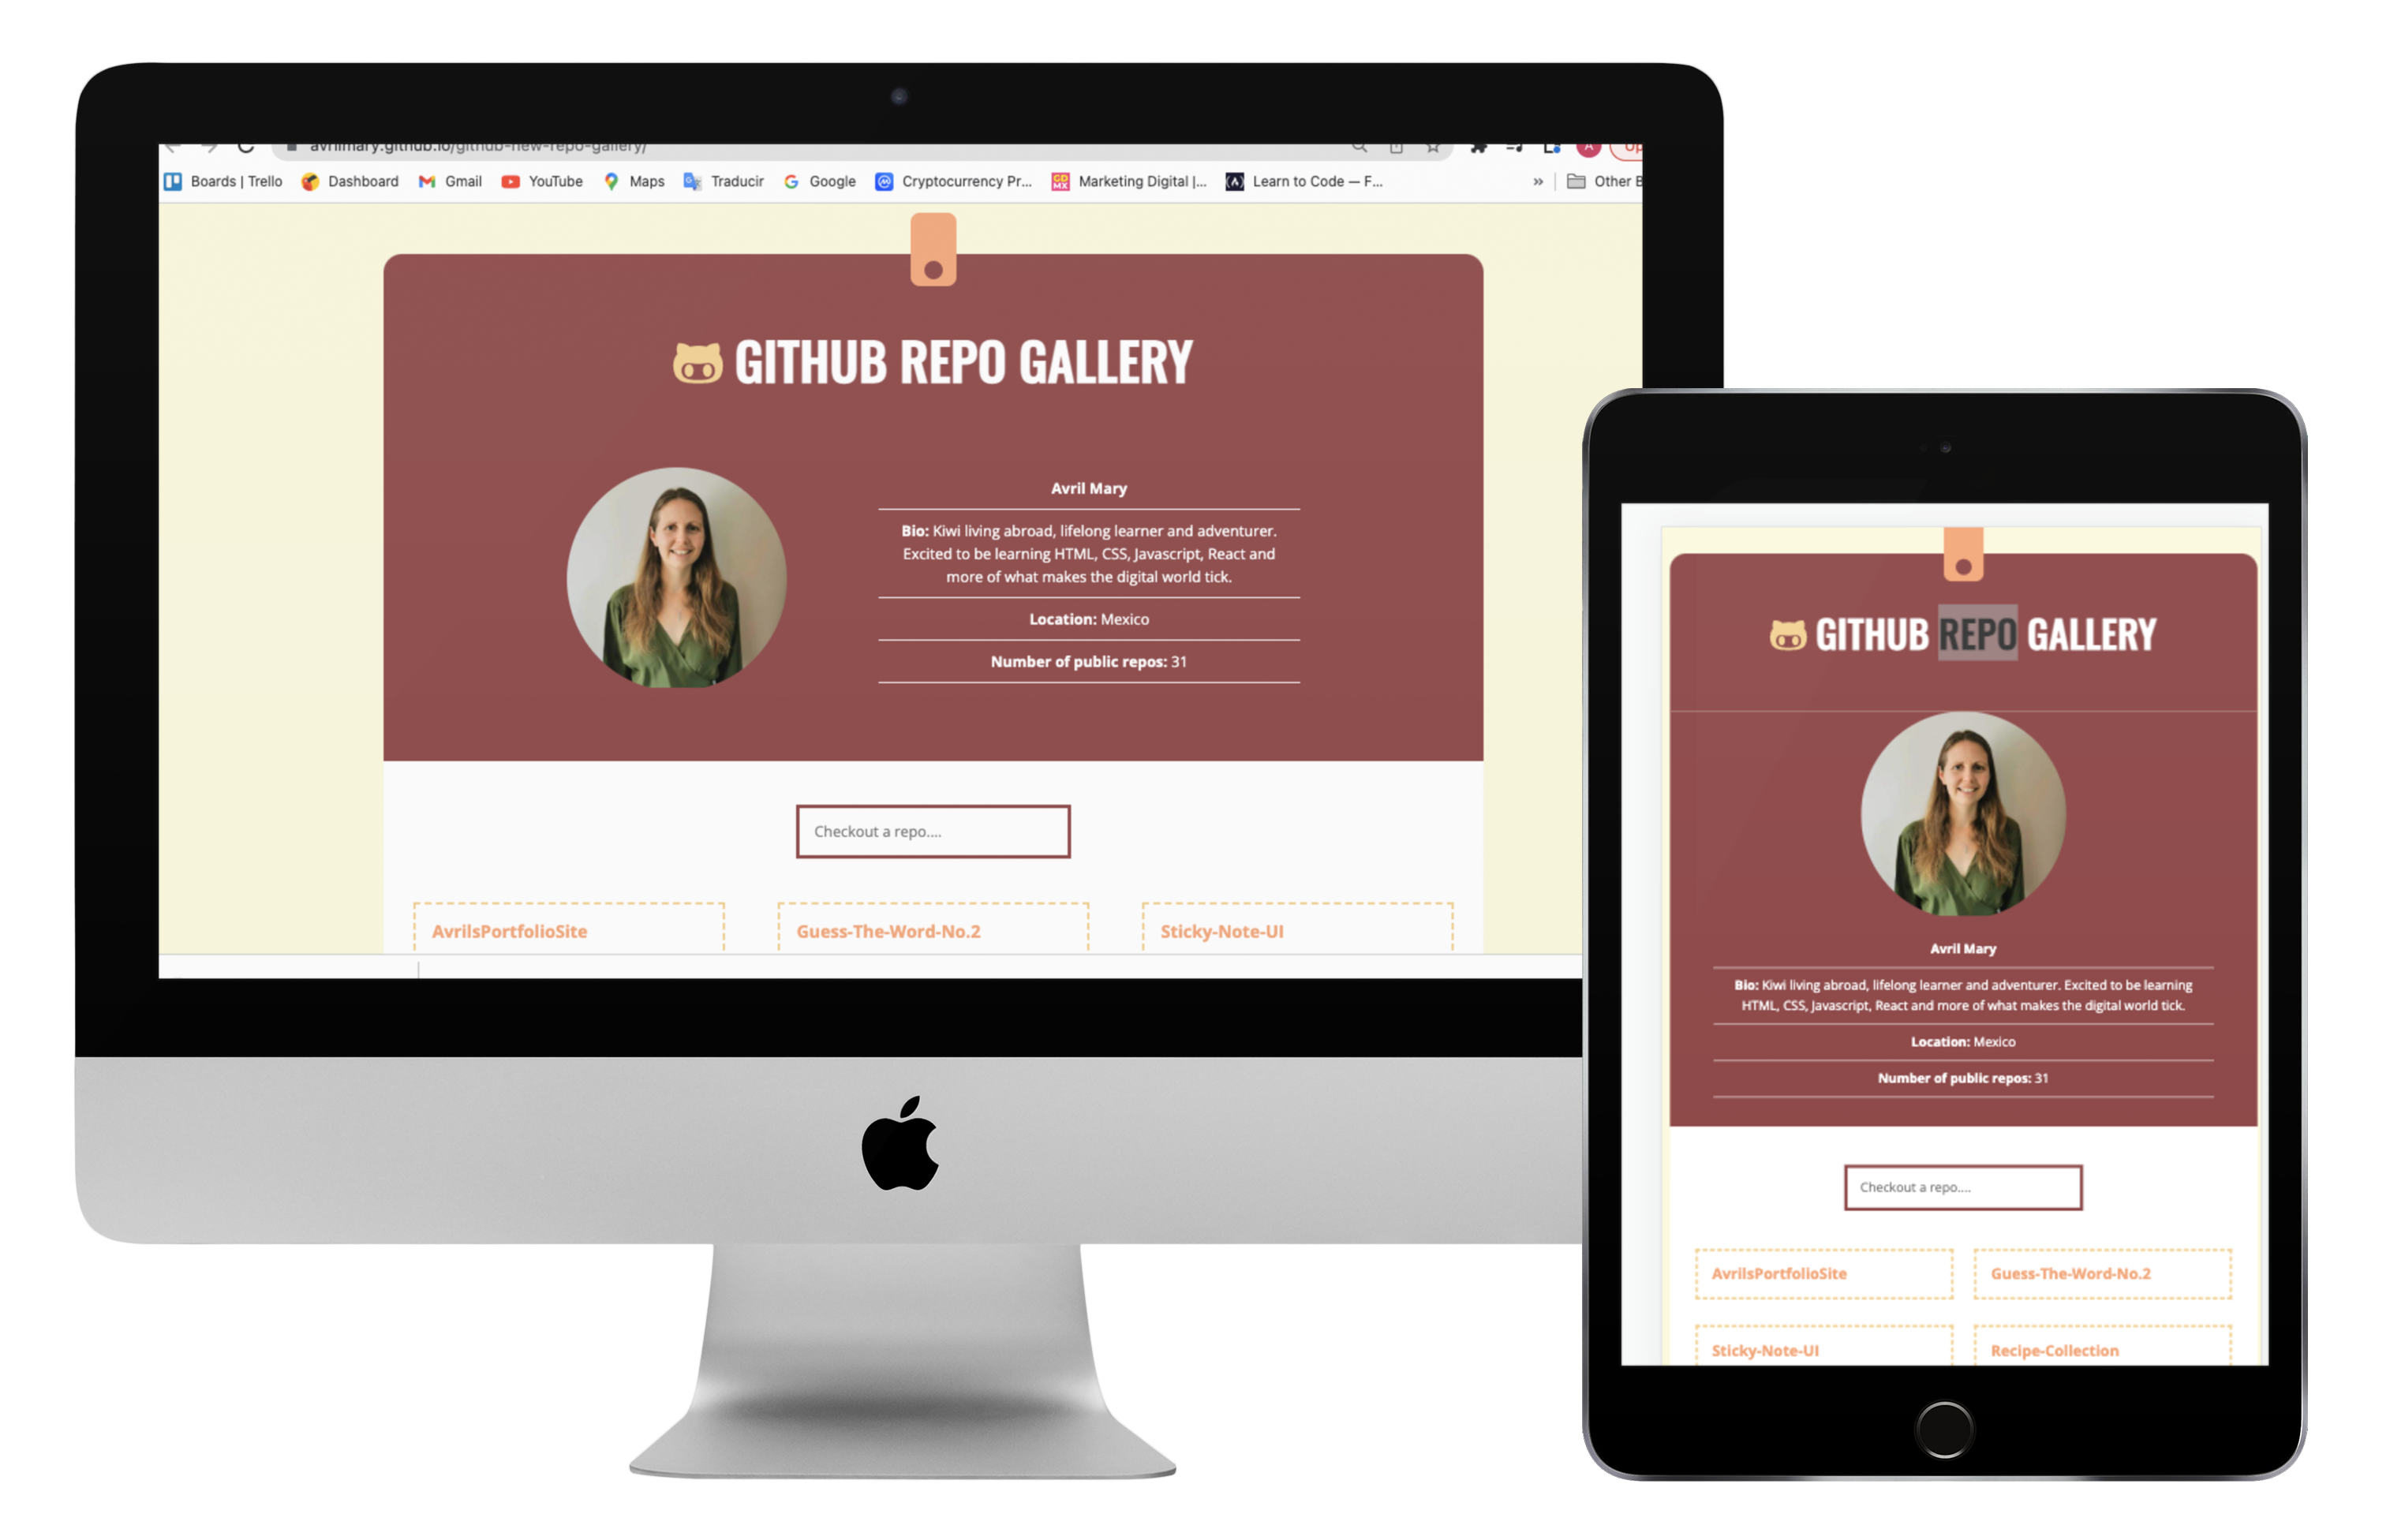 avrilmary.github.io/github-new-repo-gallery/
A
Boards | Trello Dashboard Gmail YouTube Maps Traducir Google Cryptocurrency Pr... Marketing Digital |... Learn to Code — F... » Other B
GITHUB REPO GALLERY
Avril Mary
Bio: Kiwi living abroad, lifelong learner and adventurer.
Excited to be learning HTML, CSS, Javascript, React and
more of what makes the digital world tick.
Location: Mexico
Number of public repos: 31
Checkout a repo....
AvrilsPortfolioSite
Guess-The-Word-No.2
Sticky-Note-UI
GITHUB REPO GALLERY
Avril Mary
Bio: Kiwi living abroad, lifelong learner and adventurer. Excited to be learning
HTML, CSS, Javascript, React and more of what makes the digital world tick.
Location: Mexico
Number of public repos: 31
Checkout a repo....
AvrilsPortfolioSite
Guess-The-Word-No.2
Sticky-Note-UI
Recipe-Collection